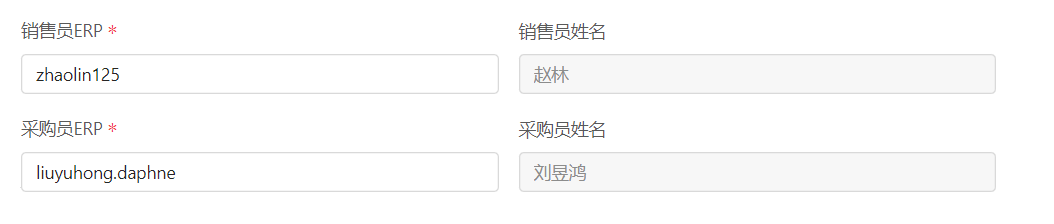 销售员ERP *
销售员姓名
zhaolin125
赵林
采购员ERP *
采购员姓名
liuyuhong.daphne
刘昱鸿